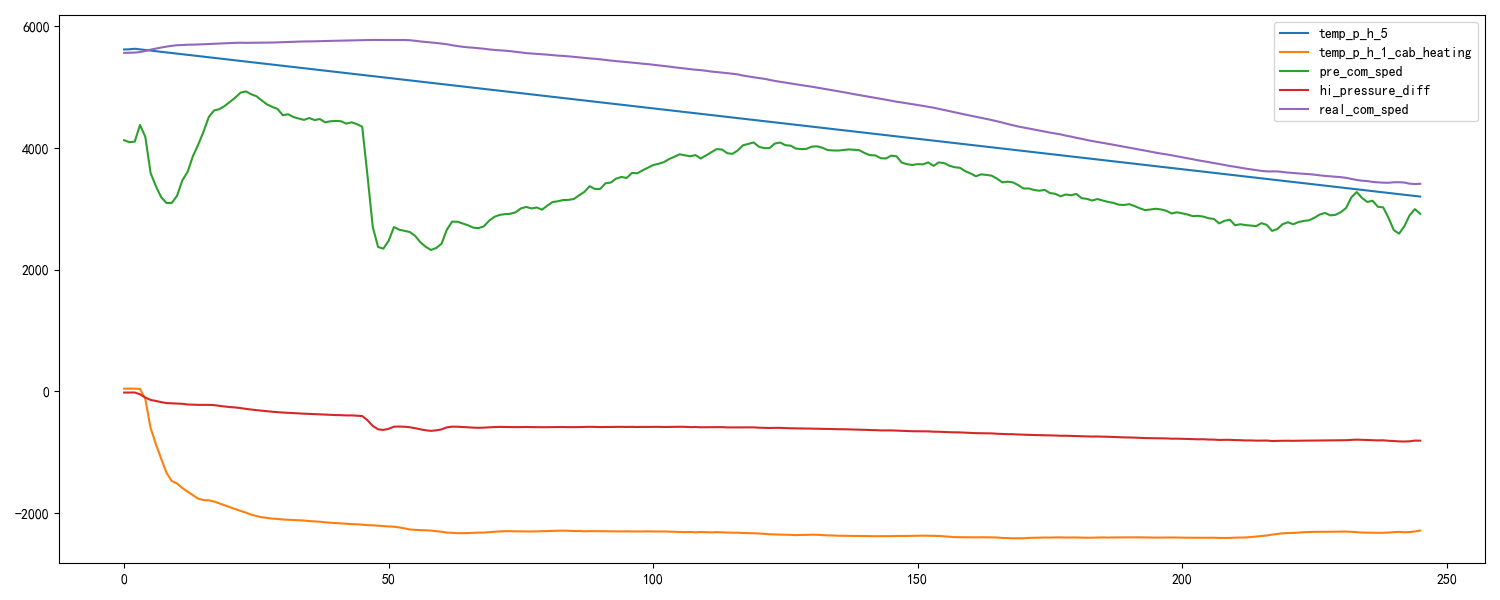 6000
4000
2000
0
−2000
0
50
100
150
200
250
temp_p_h_5
temp_p_h_1_cab_heating
pre_com_sped
hi_pressure_diff
real_com_sped